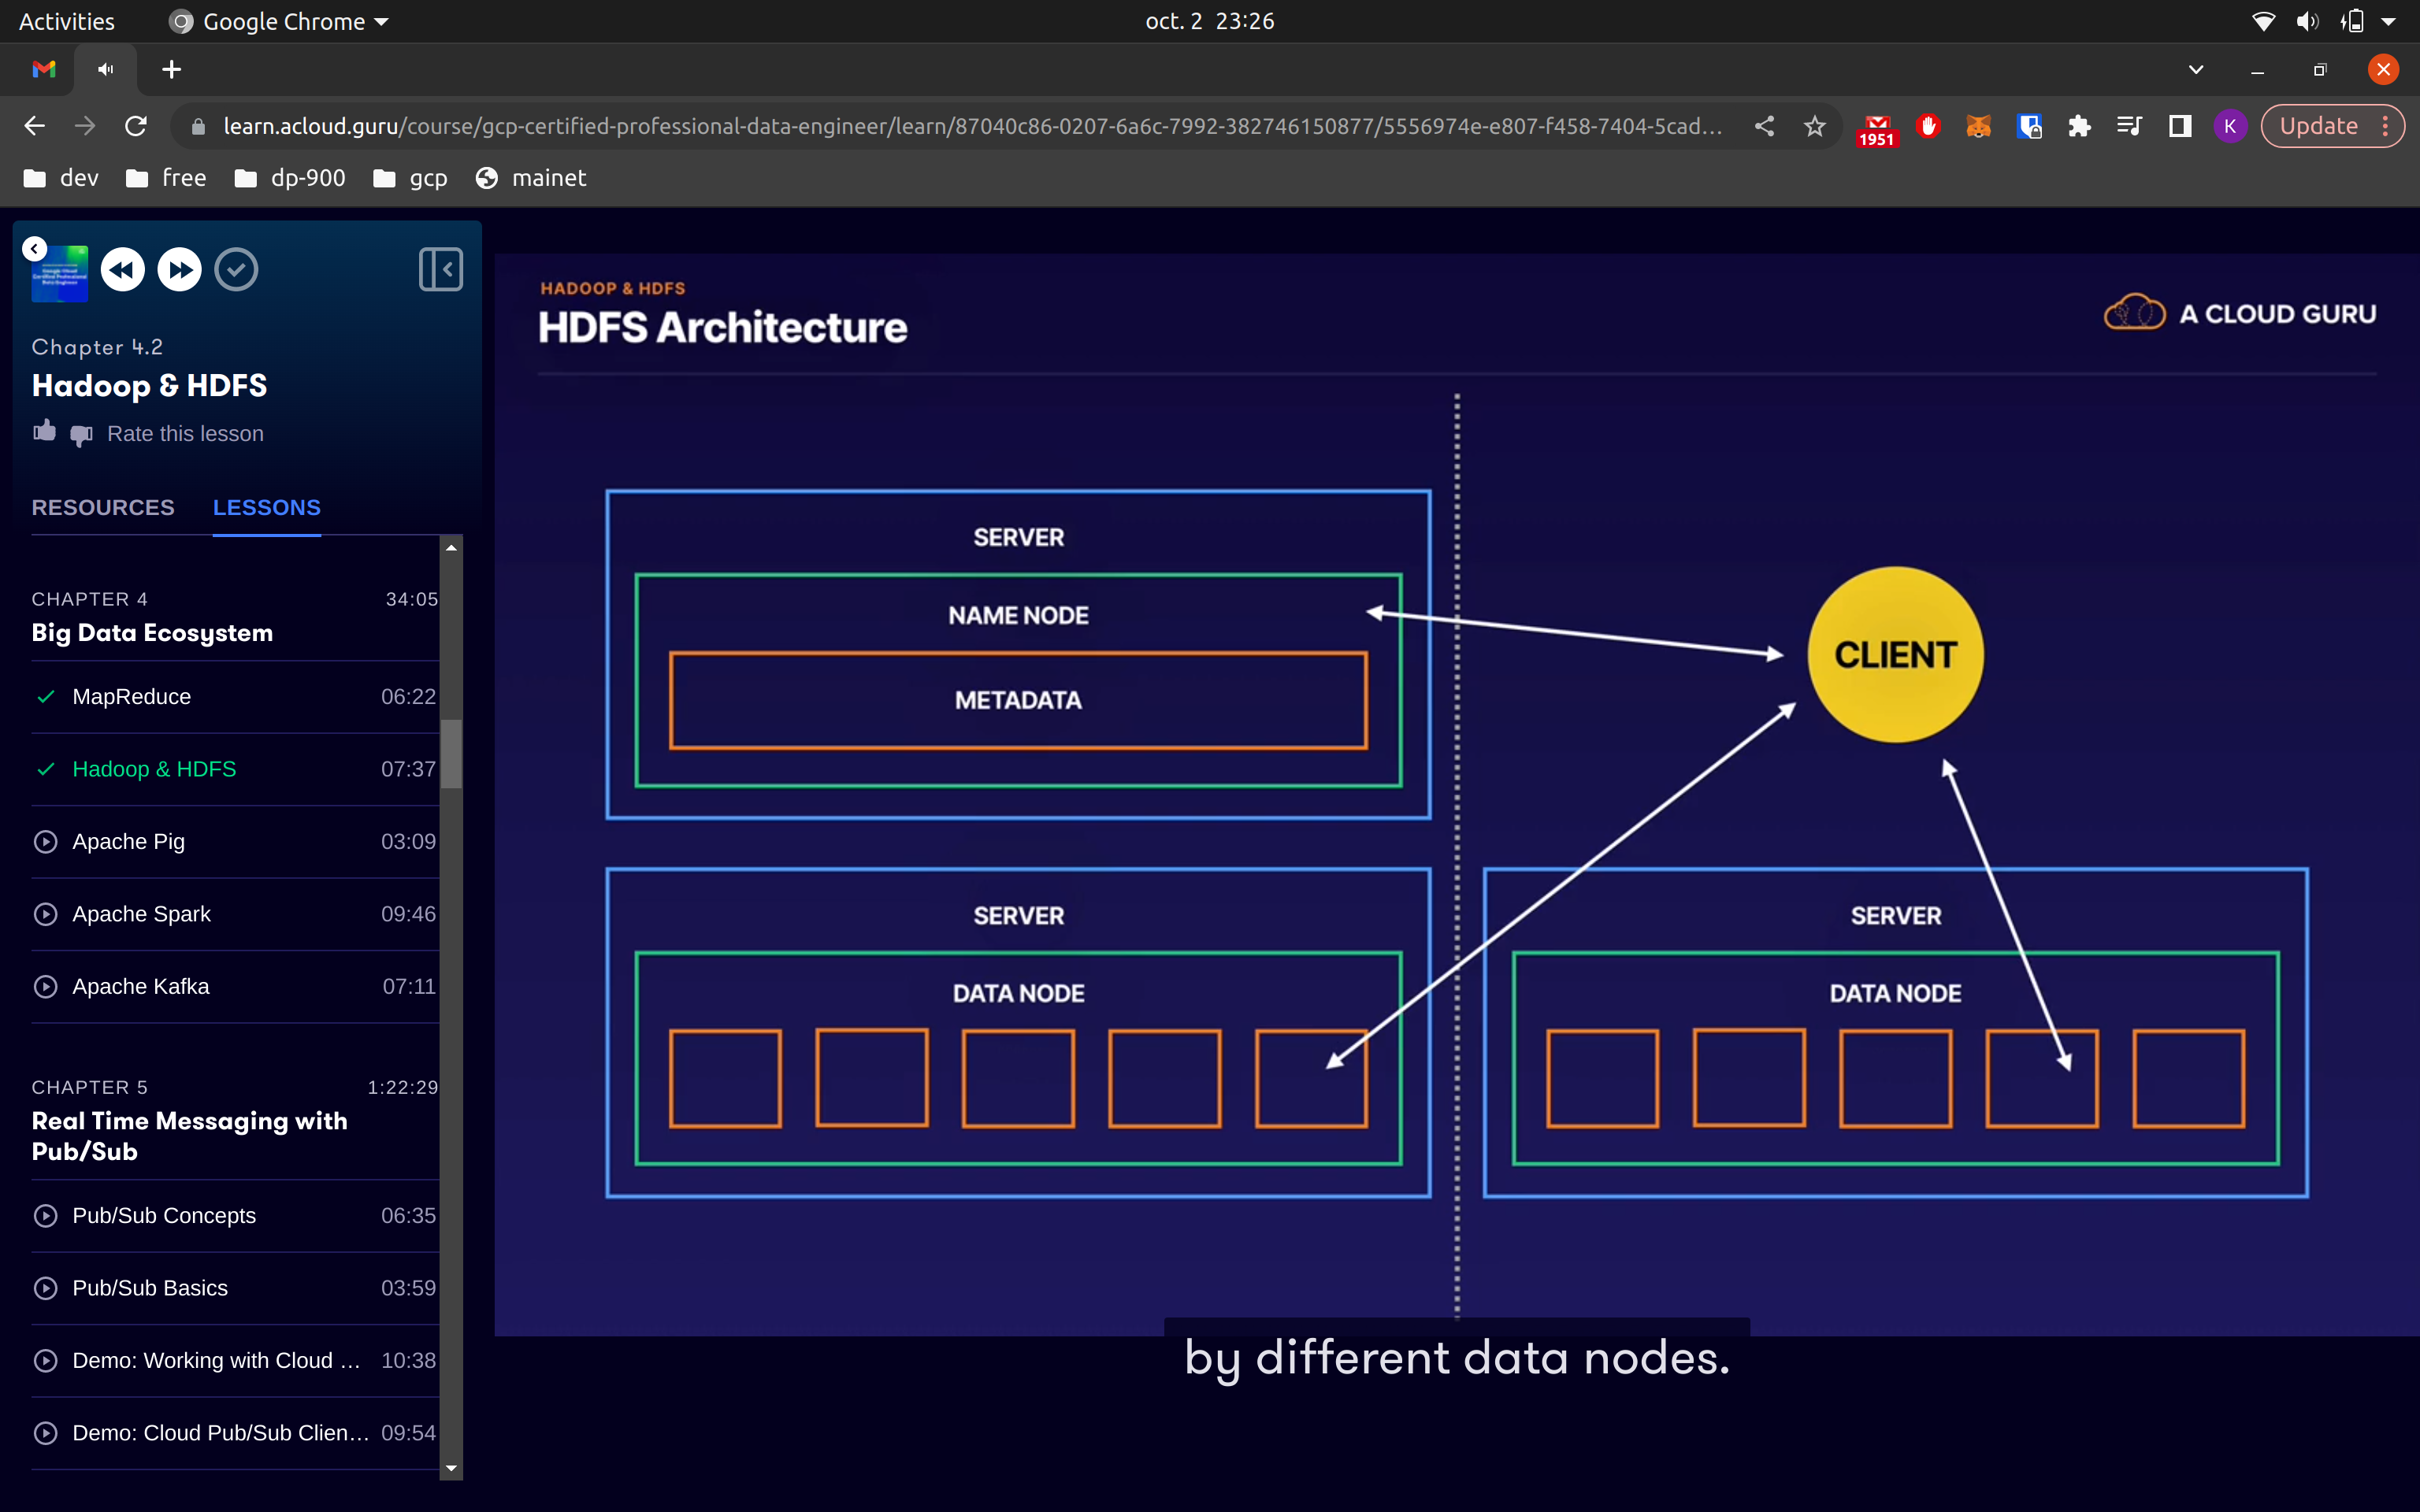 Activities
Google Chrome
oct. 2 23:26
learn.acloud.guru/course/gcp-certified-professional-data-engineer/learn/87040c86-0207-6a6c-7992-382746150877/5556974e-e807-f458-7404-5cad…
1951
K
Update
dev
free
dp-900
gcp
mainet
Chapter 4.2
Hadoop & HDFS
Rate this lesson
RESOURCES
LESSONS
CHAPTER 4 34:05
Big Data Ecosystem
MapReduce 06:22
Hadoop & HDFS 07:37
Apache Pig 03:09
Apache Spark 09:46
Apache Kafka 07:11
CHAPTER 5 1:22:29
Real Time Messaging with
Pub/Sub
Pub/Sub Concepts 06:35
Pub/Sub Basics 03:59
Demo: Working with Cloud … 10:38
Demo: Cloud Pub/Sub Clien… 09:54
HADOOP & HDFS
HDFS Architecture
A CLOUD GURU
SERVER
NAME NODE
METADATA
CLIENT
SERVER
DATA NODE
SERVER
DATA NODE
by different data nodes.